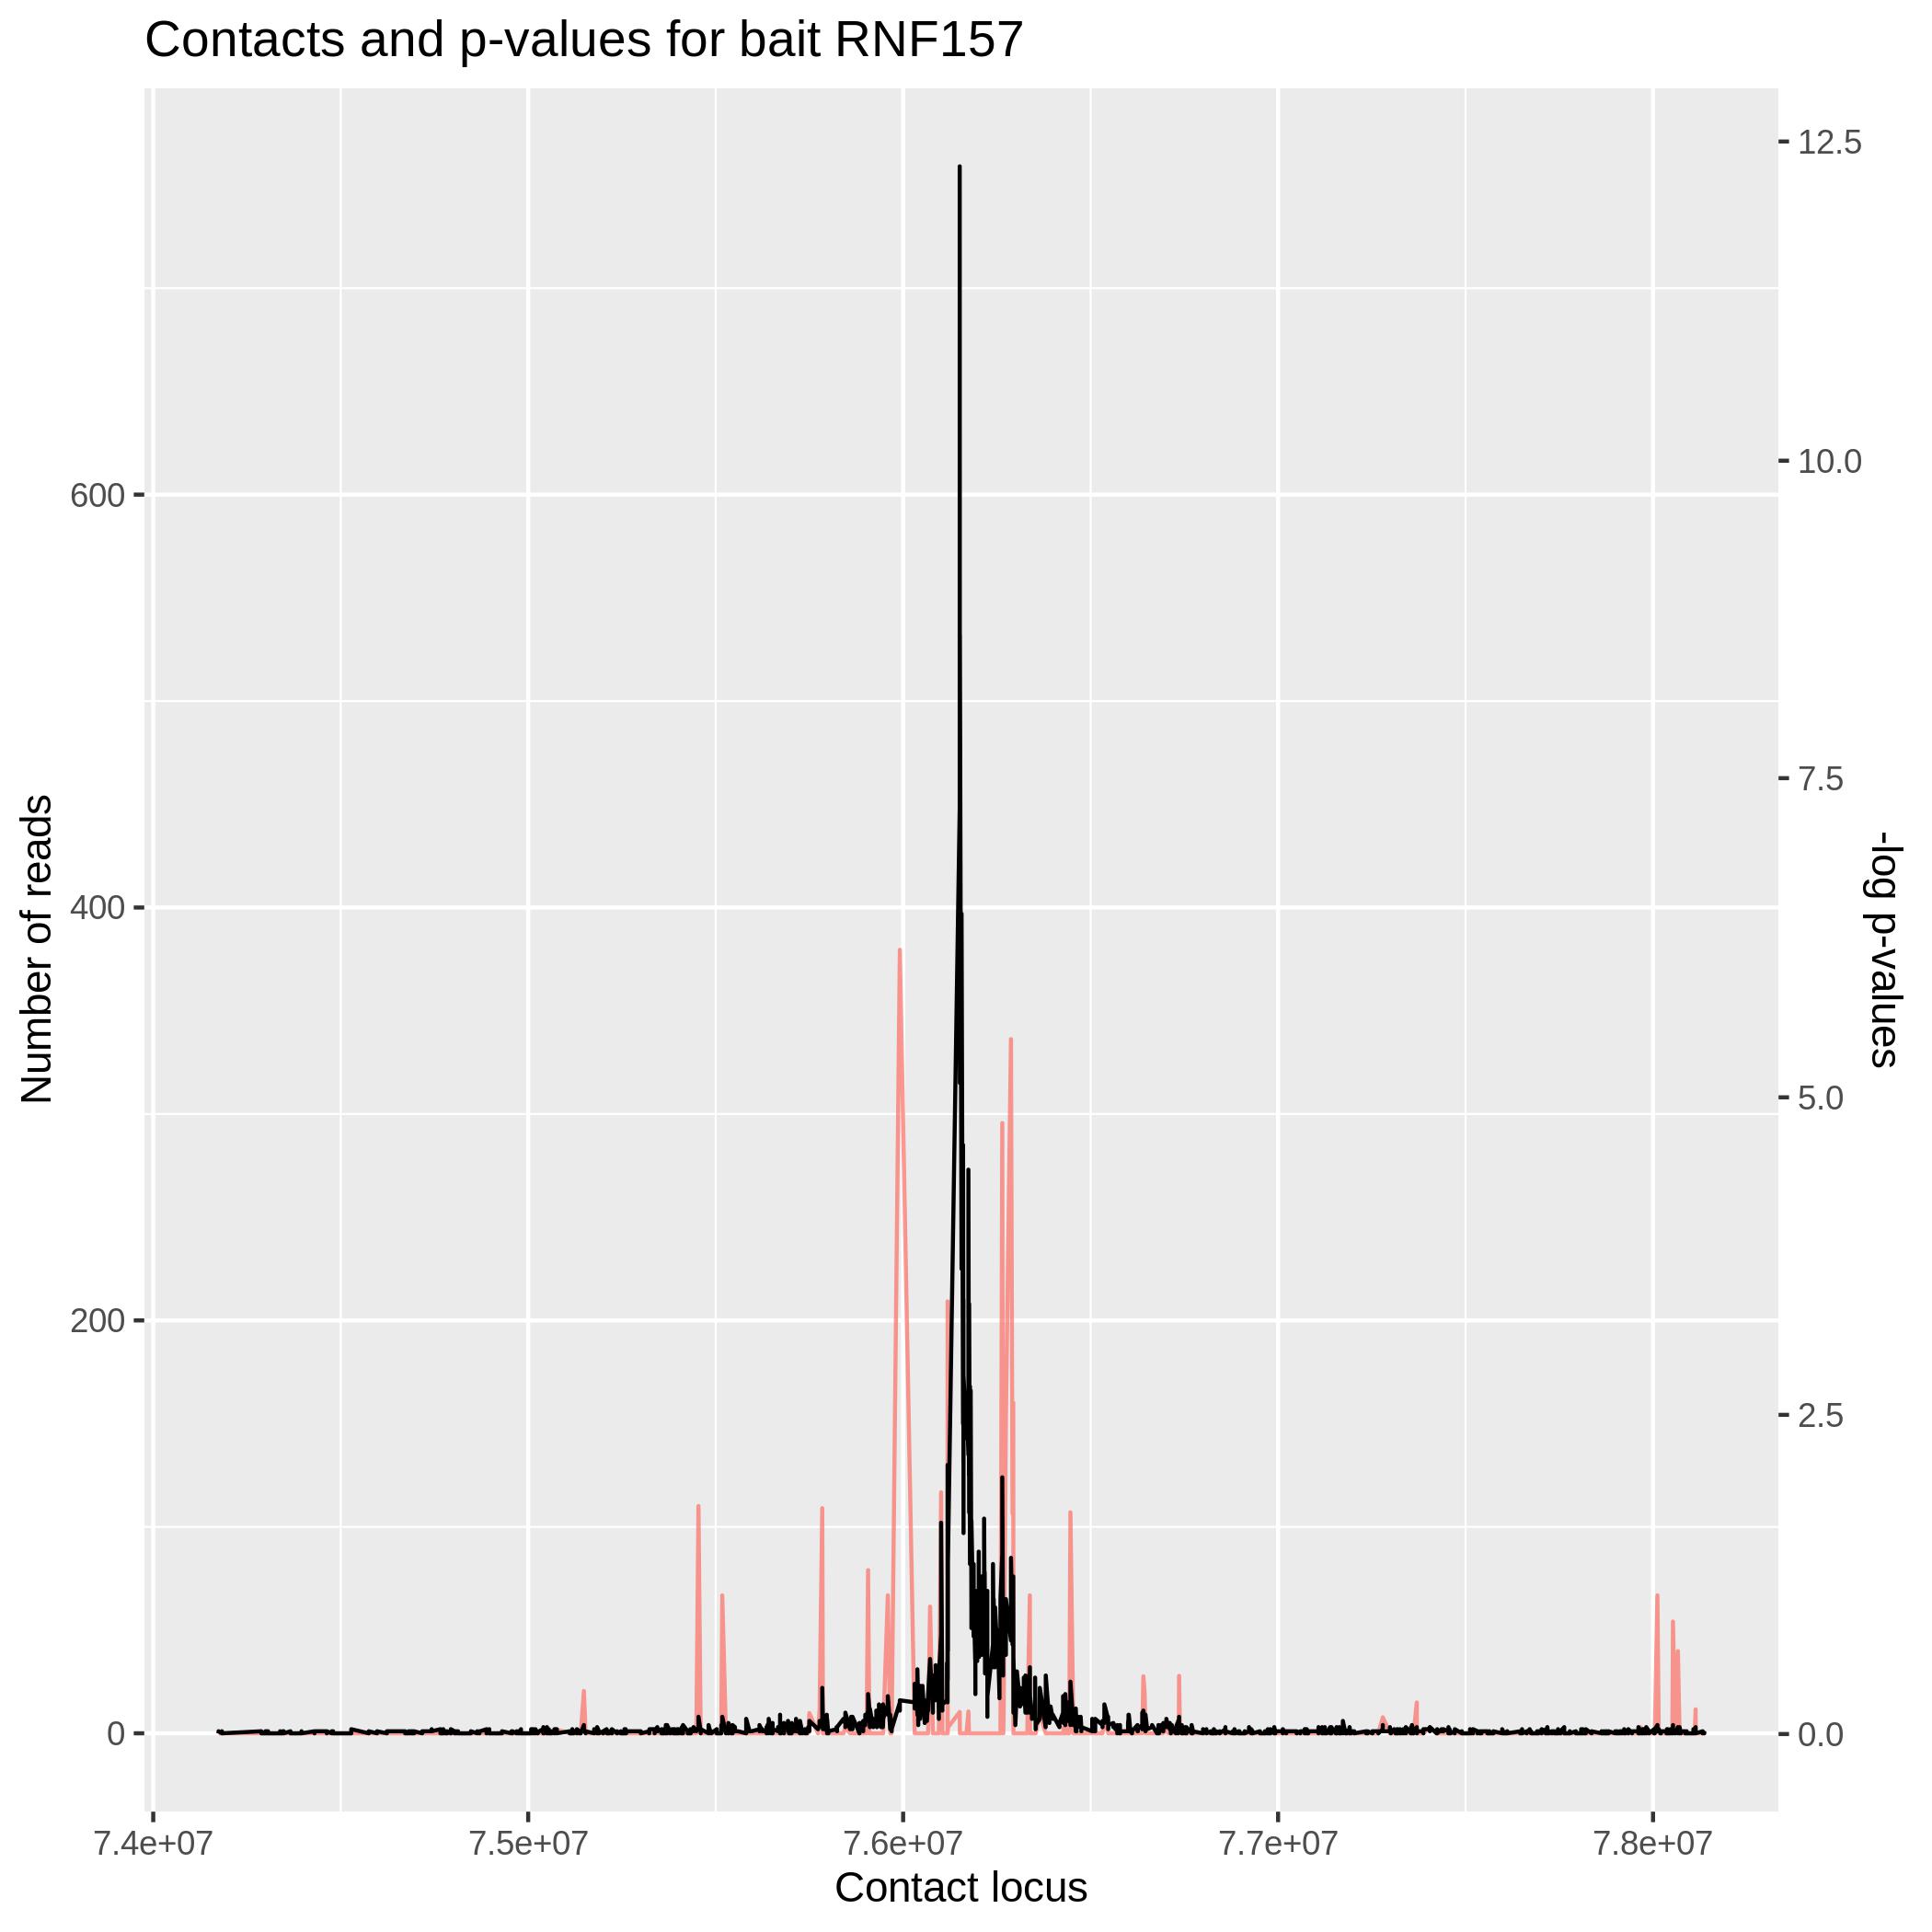 Contacts and p-values for bait RNF157
12.5
10.0
600
7.5
400
5.0
200
2.5
0
0.0
Number of reads
-log p-values
7.4e+07 7.5e+07 7.6e+07 7.7e+07 7.8e+07
Contact locus